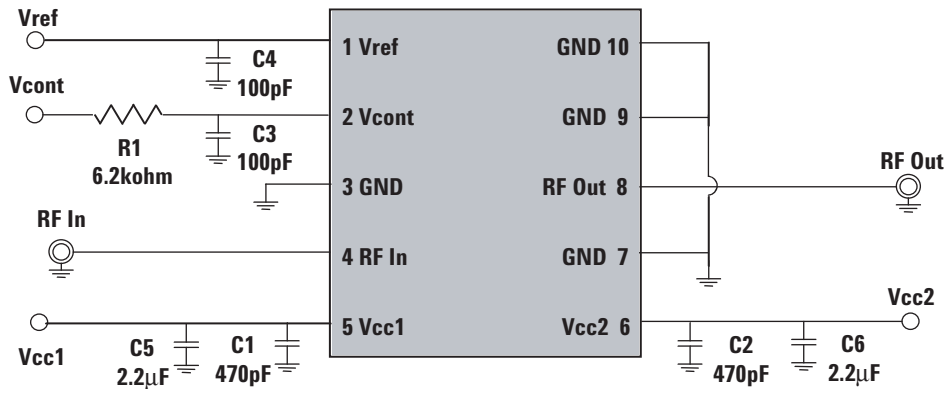 Vref
1 Vref
GND 10
C4
100pF
Vcont
2 Vcont
GND 9
C3
100pF
R1
6.2kohm
3 GND
RF Out 8
RF Out
RF In
4 RF In
GND 7
Vcc2
5 Vcc1
Vcc2 6
Vcc1
C5
2.2μF
C1
470pF
C2
470pF
C6
2.2μF